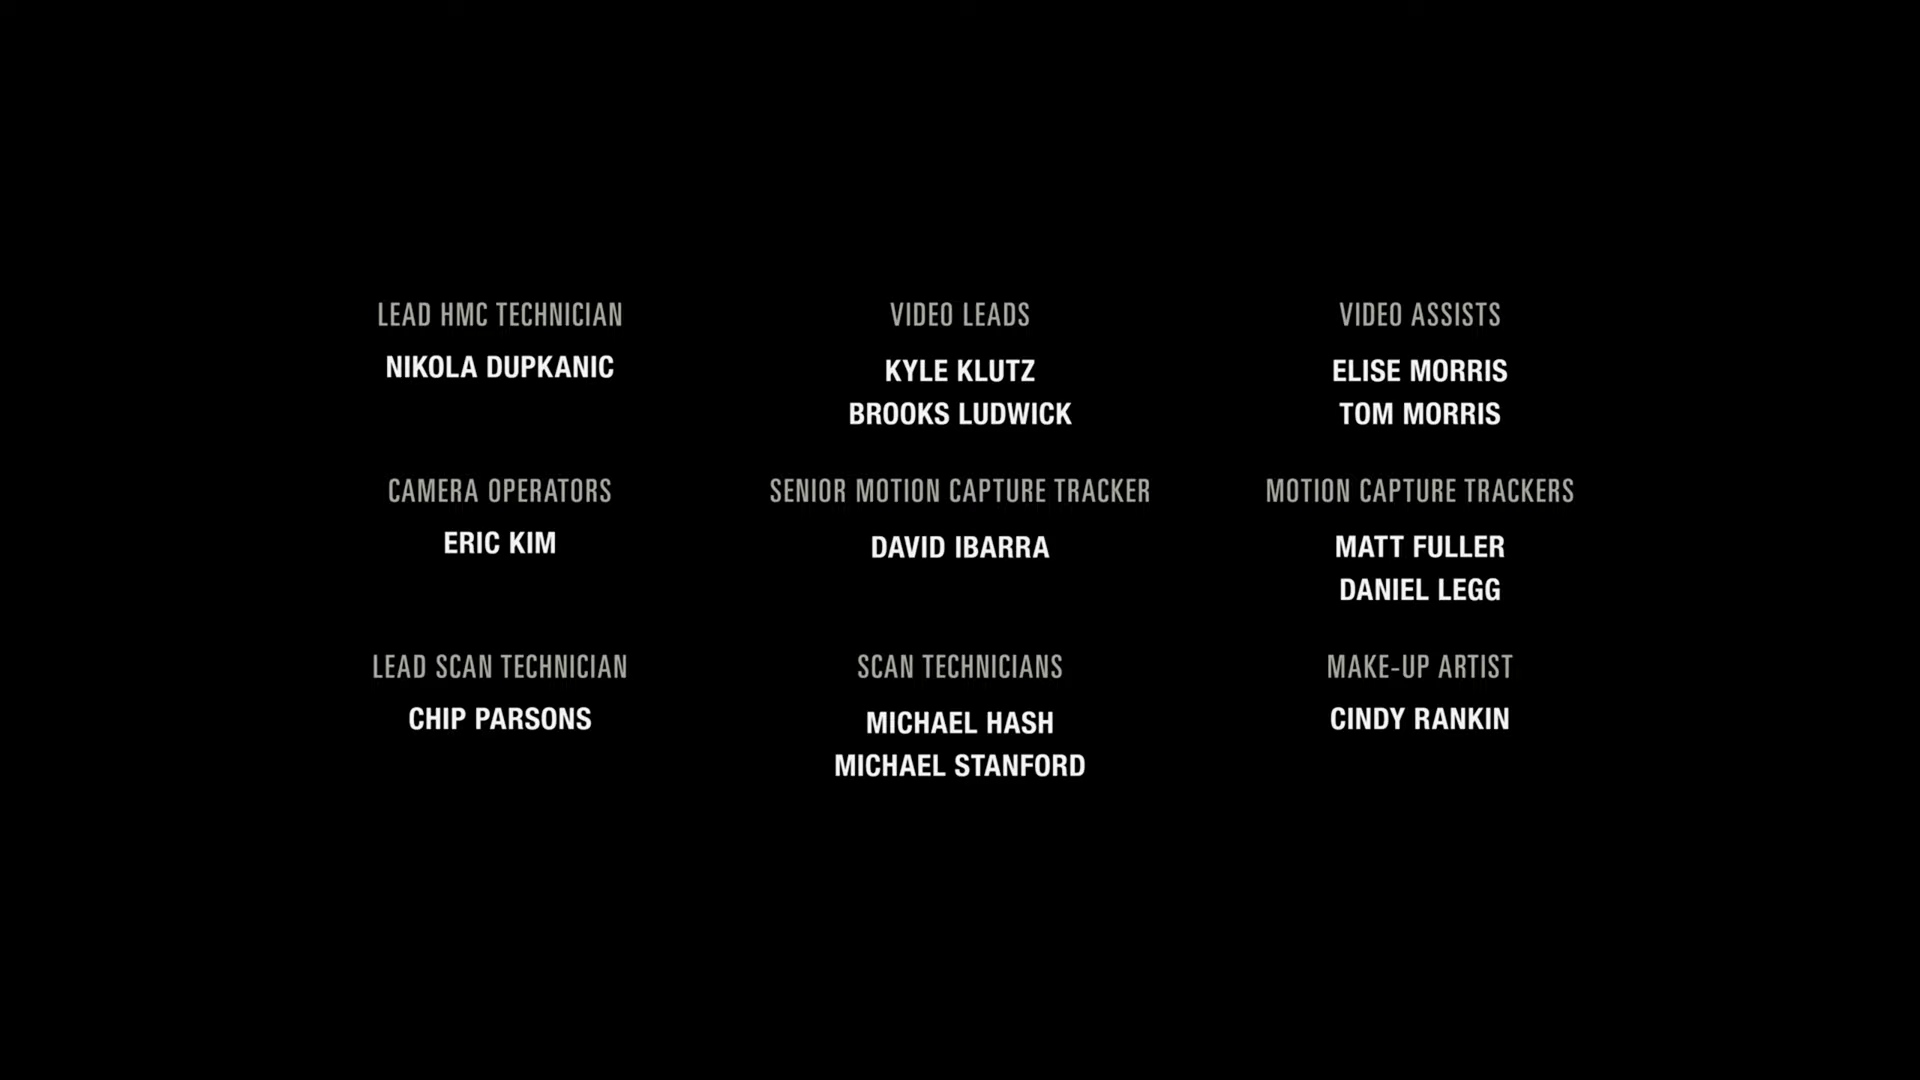 LEAD HMC TECHNICIAN
NIKOLA DUPKANIC
VIDEO LEADS
KYLE KLUTZ
BROOKS LUDWICK
VIDEO ASSISTS
ELISE MORRIS
TOM MORRIS
CAMERA OPERATORS
ERIC KIM
SENIOR MOTION CAPTURE TRACKER
DAVID IBARRA
MOTION CAPTURE TRACKERS
MATT FULLER
DANIEL LEGG
LEAD SCAN TECHNICIAN
CHIP PARSONS
SCAN TECHNICIANS
MICHAEL HASH
MICHAEL STANFORD
MAKE-UP ARTIST
CINDY RANKIN